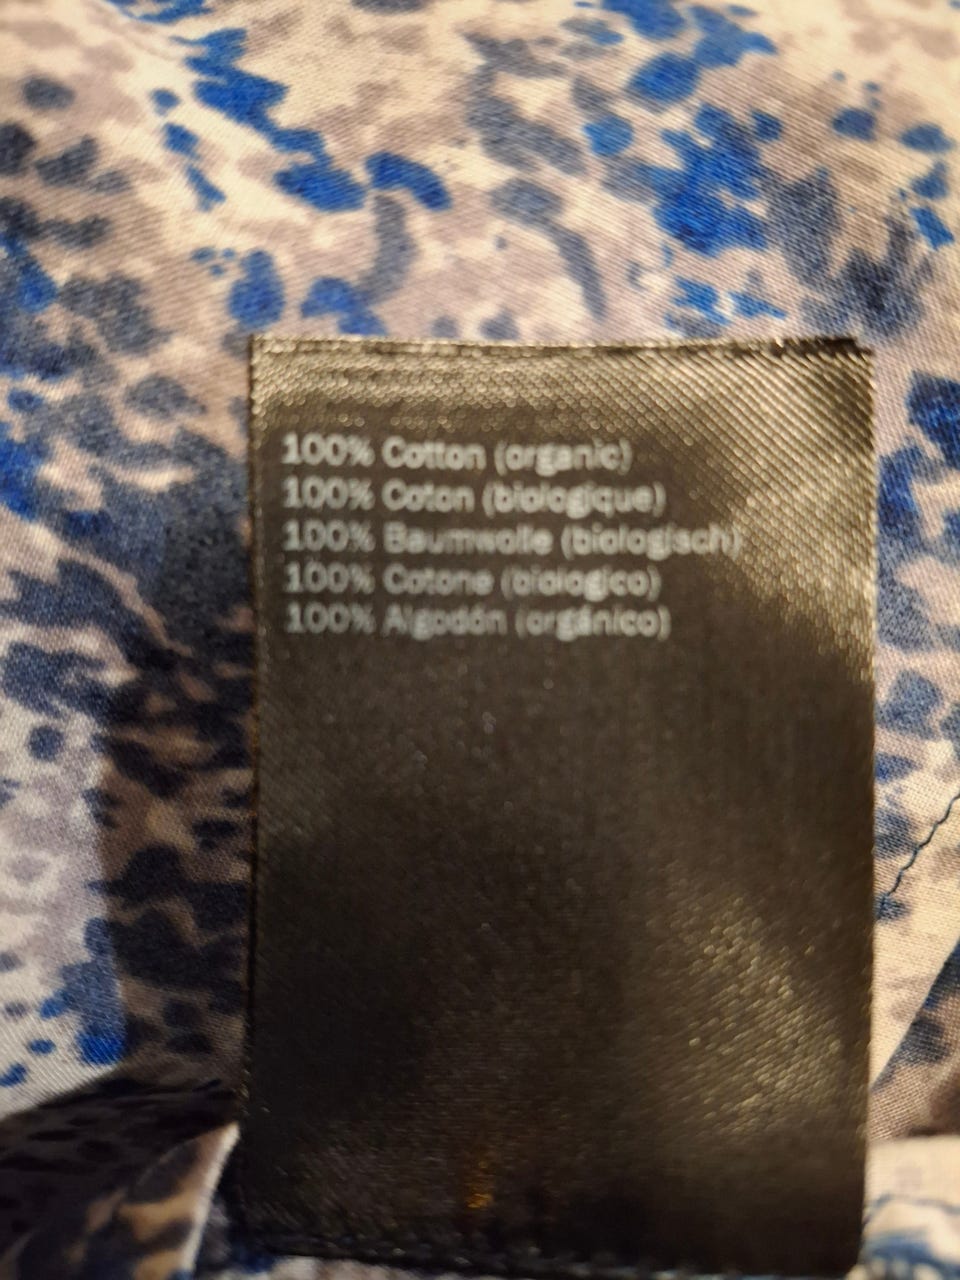 100% Cotton (organic)
100% Coton (biologique)
100% Baumwolle (biologisch)
100% Cotone (biologico)
100% Algodón (orgánico)